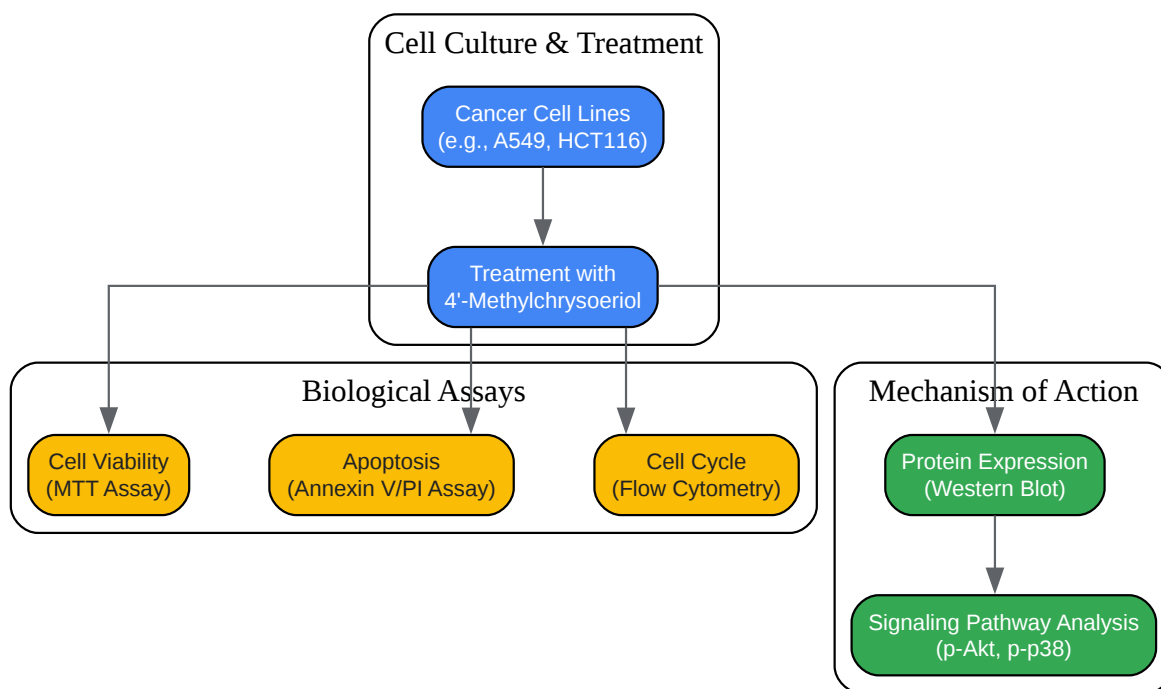 Cell Culture & Treatment
Cancer Cell Lines
(e.g., A549, HCT116)
Treatment with
4'-Methylchrysoeriol
Biological Assays
Cell Viability
(MTT Assay)
Apoptosis
(Annexin V/PI Assay)
Cell Cycle
(Flow Cytometry)
Mechanism of Action
Protein Expression
(Western Blot)
Signaling Pathway Analysis
(p-Akt, p-p38)